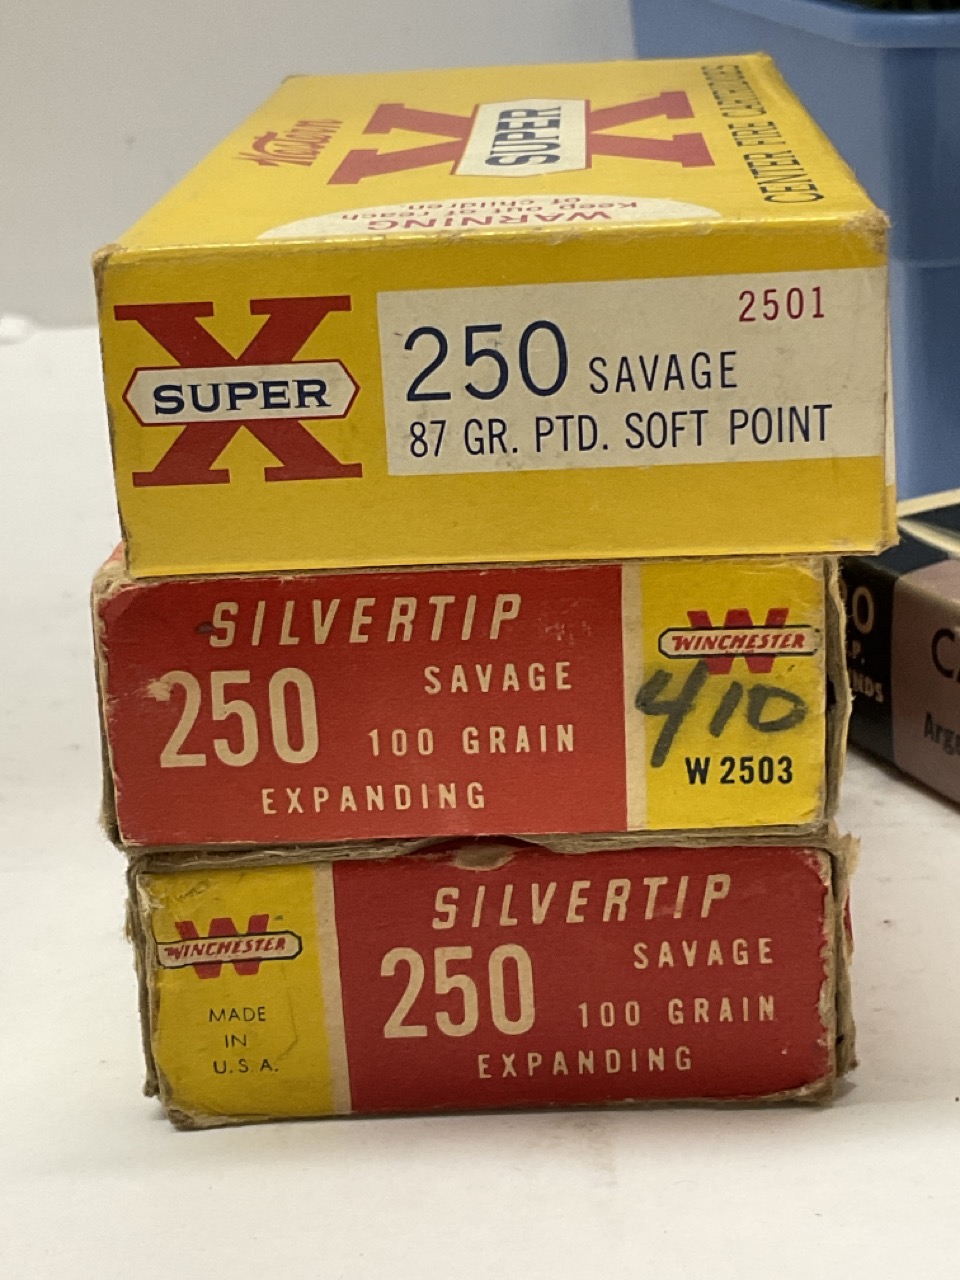 Western
SUPER X
CENTER FIRE CARTRIDGES
WARNING
Keep out of reach
of children.
SUPER X
2501
250 SAVAGE
87 GR. PTD. SOFT POINT
SILVERTIP
250 SAVAGE
100 GRAIN
EXPANDING
W
WINCHESTER
410
W 2503
W
WINCHESTER
MADE
IN
U.S.A.
SILVERTIP
250 SAVAGE
100 GRAIN
EXPANDING